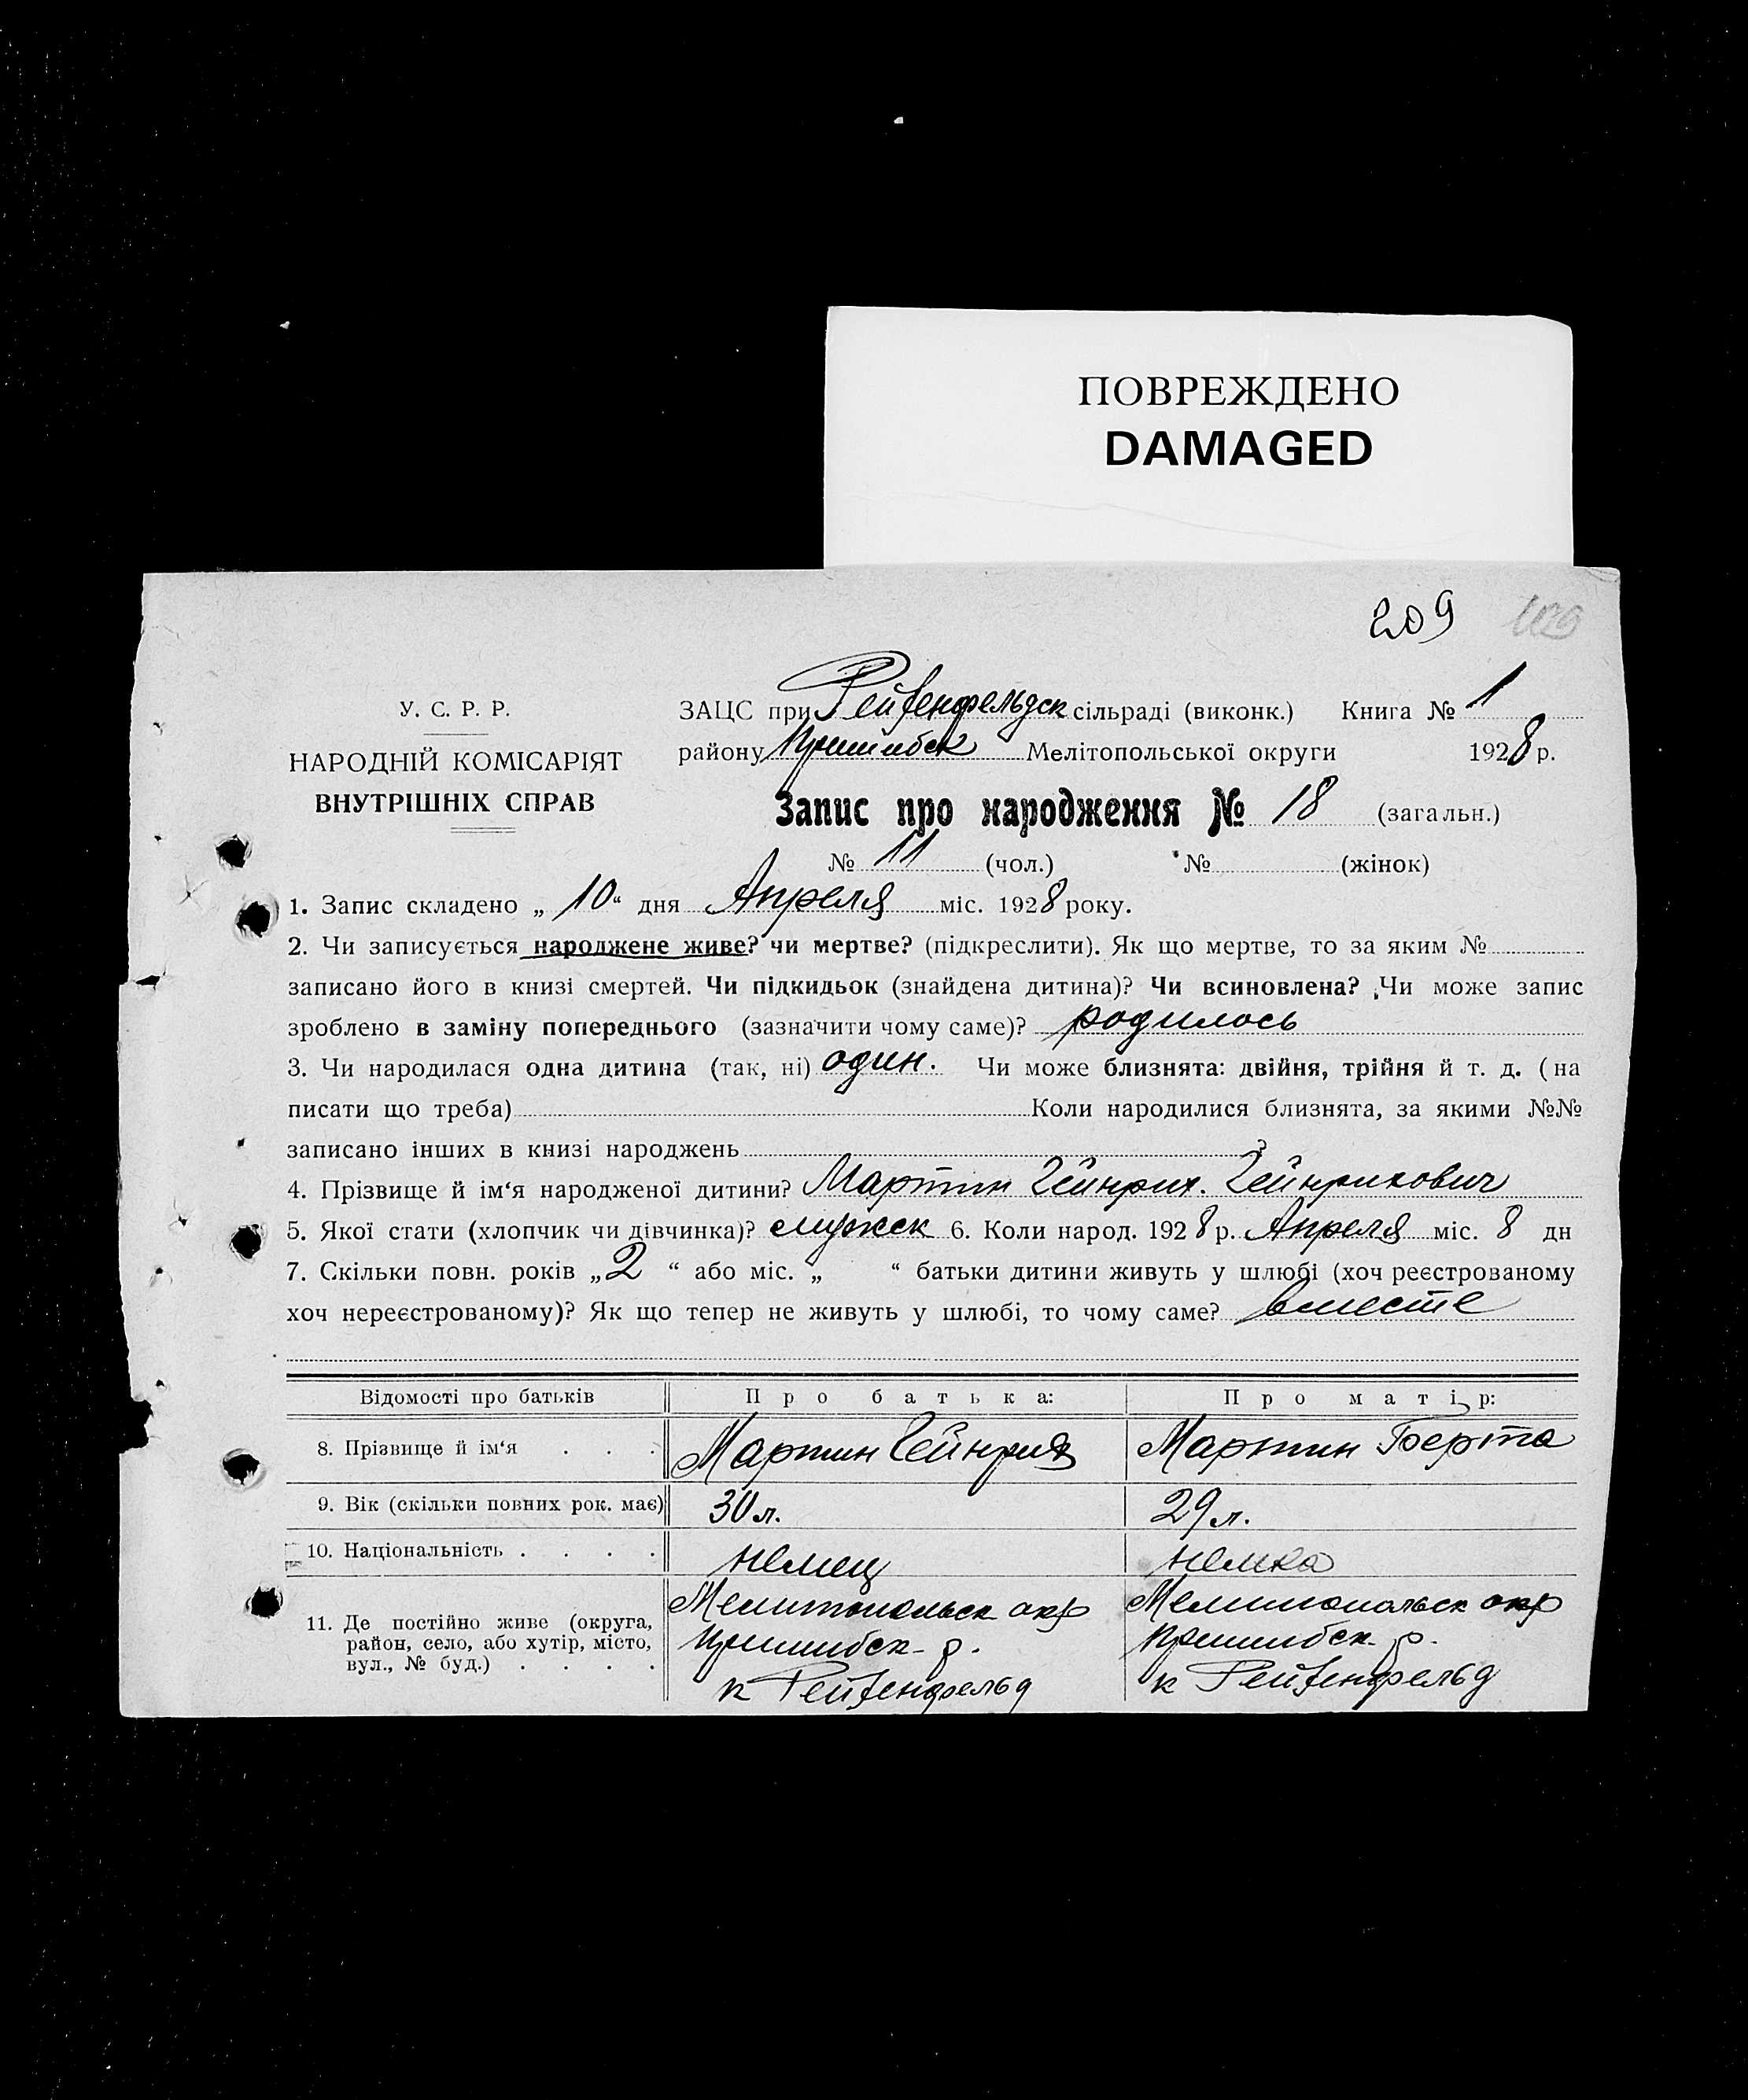 ПОВРЕЖДЕНО
DAMAGED
209
У. С. Р. Р.
НАРОДНІЙ КОМІСАРІЯТ
ВНУТРІШНІХ СПРАВ
ЗАЦС при Рейхенфельдск сільраді (виконк.) Книга № 1
району Пришибск Мелітопольської округи 1928 р.
Запис про народження № 18 (загальн.)
№ 11 (чол.) № (жінок)
1. Запис складено „ 10 “ дня Апреля міс. 1928 року.
2. Чи записується народжене живе? чи мертве? (підкреслити). Як що мертве, то за яким №
записано його в книзі смертей. Чи підкидьок (знайдена дитина)? Чи всиновлена? Чи може запис
зроблено в заміну попереднього (зазначити чому саме)? родилось
3. Чи народилася одна дитина (так, ні) один. Чи може близнята: двійня, трійня й т. д. (на
писати що треба) Коли народилися близнята, за якими №№
записано інших в книзі народжень ?
4. Прізвище й ім‘я народженої дитини? Мартин Гейнрих. Гейнрихович
5. Якої стати (хлопчик чи дівчинка)? мужск 6. Коли народ. 1928 р. Апреля міс. 8 дн
7. Скільки повн. років „ 2 “ або міс. „ “ батьки дитини живуть у шлюбі (хоч реєстрованому
хоч нереєстрованому)? Як що тепер не живуть у шлюбі, то чому саме? вместе
Відомості про батьків Про батька: Про матір:
8. Прізвище й ім‘я . . . Мартин Гейнрих Мартин Берта
9. Вік (скільки повних рок. має) 30 л. 29 л.
10. Національність . . . . немец немка
11. Де постійно живе (округа, район, село, або хутір, місто, вул., № буд.) . . . .
Мелитопольск окр Мелитопольск окр
Пришибск- р. Пришибск- р.
к Рейхенфельд к Рейхенфельд